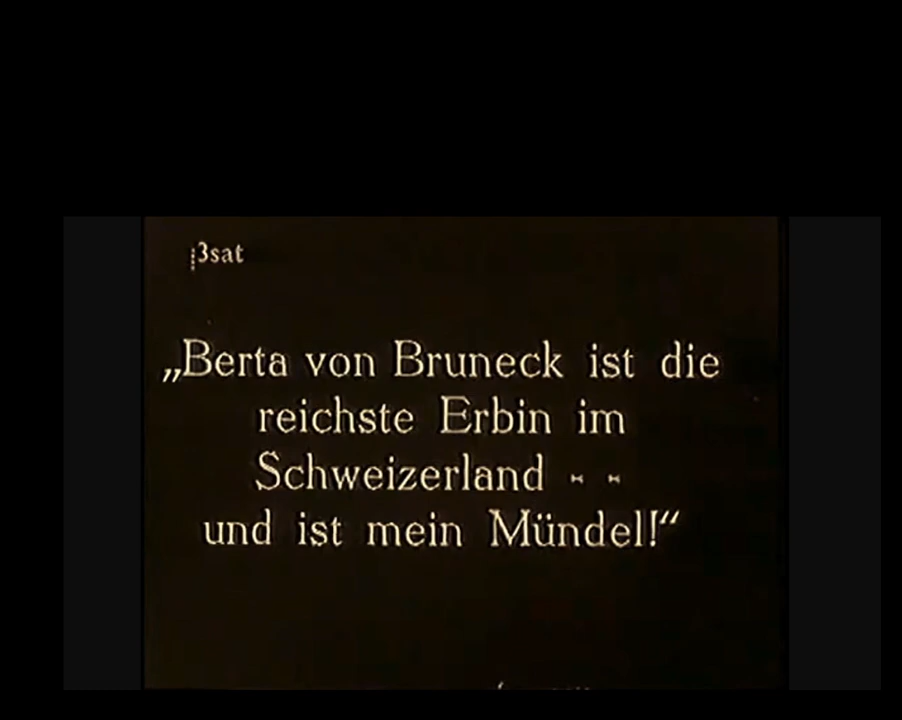 3sat
„Berta von Bruneck ist die
reichste Erbin im
Schweizerland - -
und ist mein Mündel!“